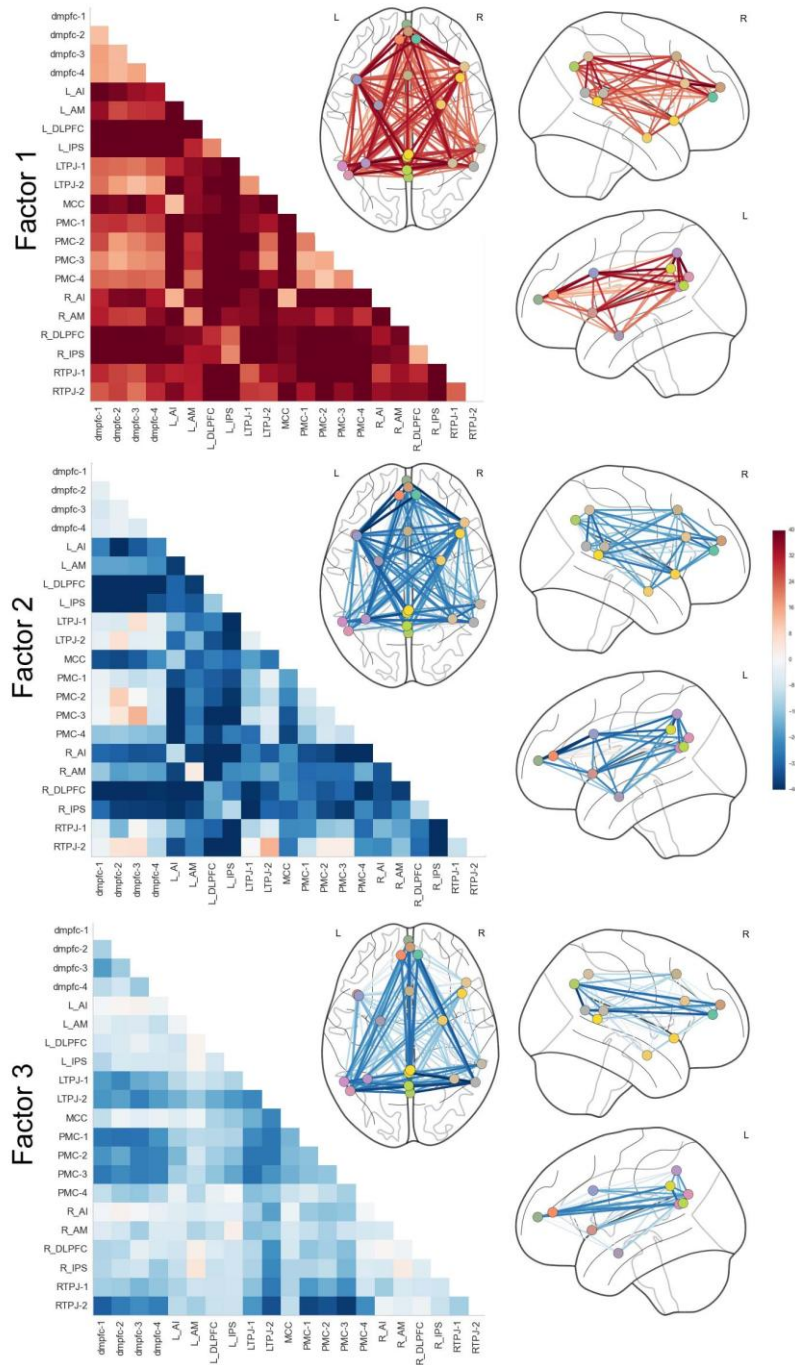 Factor 1
dmpfc-1
dmpfc-2
dmpfc-3
dmpfc-4
L_AI
L_AM
L_DLPFC
L_IPS
LTPJ-1
LTPJ-2
MCC
PMC-1
PMC-2
PMC-3
PMC-4
R_AI
R_AM
R_DLPFC
R_IPS
RTPJ-1
RTPJ-2
dmpfc-1
dmpfc-2
dmpfc-3
dmpfc-4
L_AI
L_AM
L_DLPFC
L_IPS
LTPJ-1
LTPJ-2
MCC
PMC-1
PMC-2
PMC-3
PMC-4
R_AI
R_AM
R_DLPFC
R_IPS
RTPJ-1
RTPJ-2
L R
R
L
Factor 2
dmpfc-1
dmpfc-2
dmpfc-3
dmpfc-4
L_AI
L_AM
L_DLPFC
L_IPS
LTPJ-1
LTPJ-2
MCC
PMC-1
PMC-2
PMC-3
PMC-4
R_AI
R_AM
R_DLPFC
R_IPS
RTPJ-1
RTPJ-2
dmpfc-1
dmpfc-2
dmpfc-3
dmpfc-4
L_AI
L_AM
L_DLPFC
L_IPS
LTPJ-1
LTPJ-2
MCC
PMC-1
PMC-2
PMC-3
PMC-4
R_AI
R_AM
R_DLPFC
R_IPS
RTPJ-1
RTPJ-2
L R
R
L
40
32
24
16
8
0
Factor 3
dmpfc-1
dmpfc-2
dmpfc-3
dmpfc-4
L_AI
L_AM
L_DLPFC
L_IPS
LTPJ-1
LTPJ-2
MCC
PMC-1
PMC-2
PMC-3
PMC-4
R_AI
R_AM
R_DLPFC
R_IPS
RTPJ-1
RTPJ-2
dmpfc-1
dmpfc-2
dmpfc-3
dmpfc-4
L_AI
L_AM
L_DLPFC
L_IPS
LTPJ-1
LTPJ-2
MCC
PMC-1
PMC-2
PMC-3
PMC-4
R_AI
R_AM
R_DLPFC
R_IPS
RTPJ-1
RTPJ-2
L R
R
L